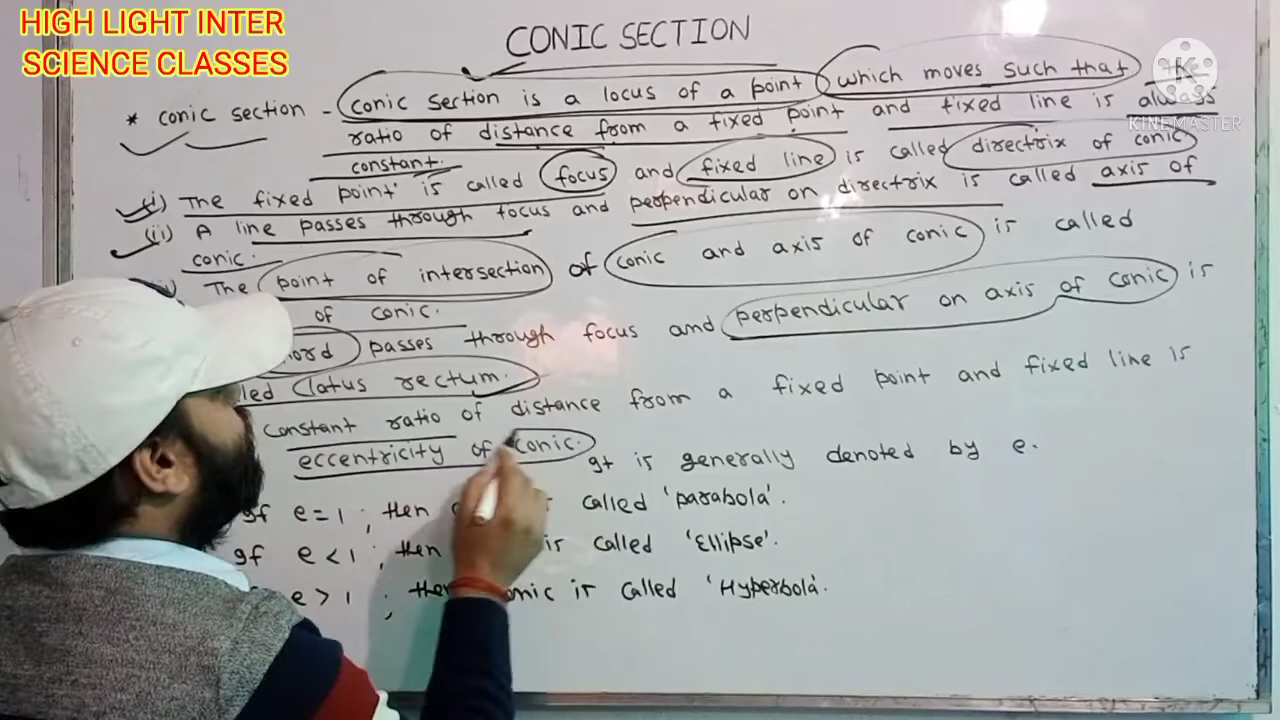 HIGH LIGHT INTER
SCIENCE CLASSES
CONIC SECTION
* conic section - conic section is a locus of a point which moves such that the
ratio of distance from a fixed point and fixed line is always
constant.
(i) The fixed point is called focus and fixed line is called directrix of conic
(ii) A line passes through focus and perpendicular on directrix is called axis of
conic.
The point of intersection of conic and axis of conic is called
of conic.
passes through focus and perpendicular on axis of conic is
Latus rectum.
constant ratio of distance from a fixed point and fixed line is
eccentricity of conic. It is generally denoted by e.
If e = 1 ; then called 'parabola'.
If e < 1 ; then is called 'Ellipse'.
e > 1 ; is called 'Hyperbola'.
K
KINEMASTER